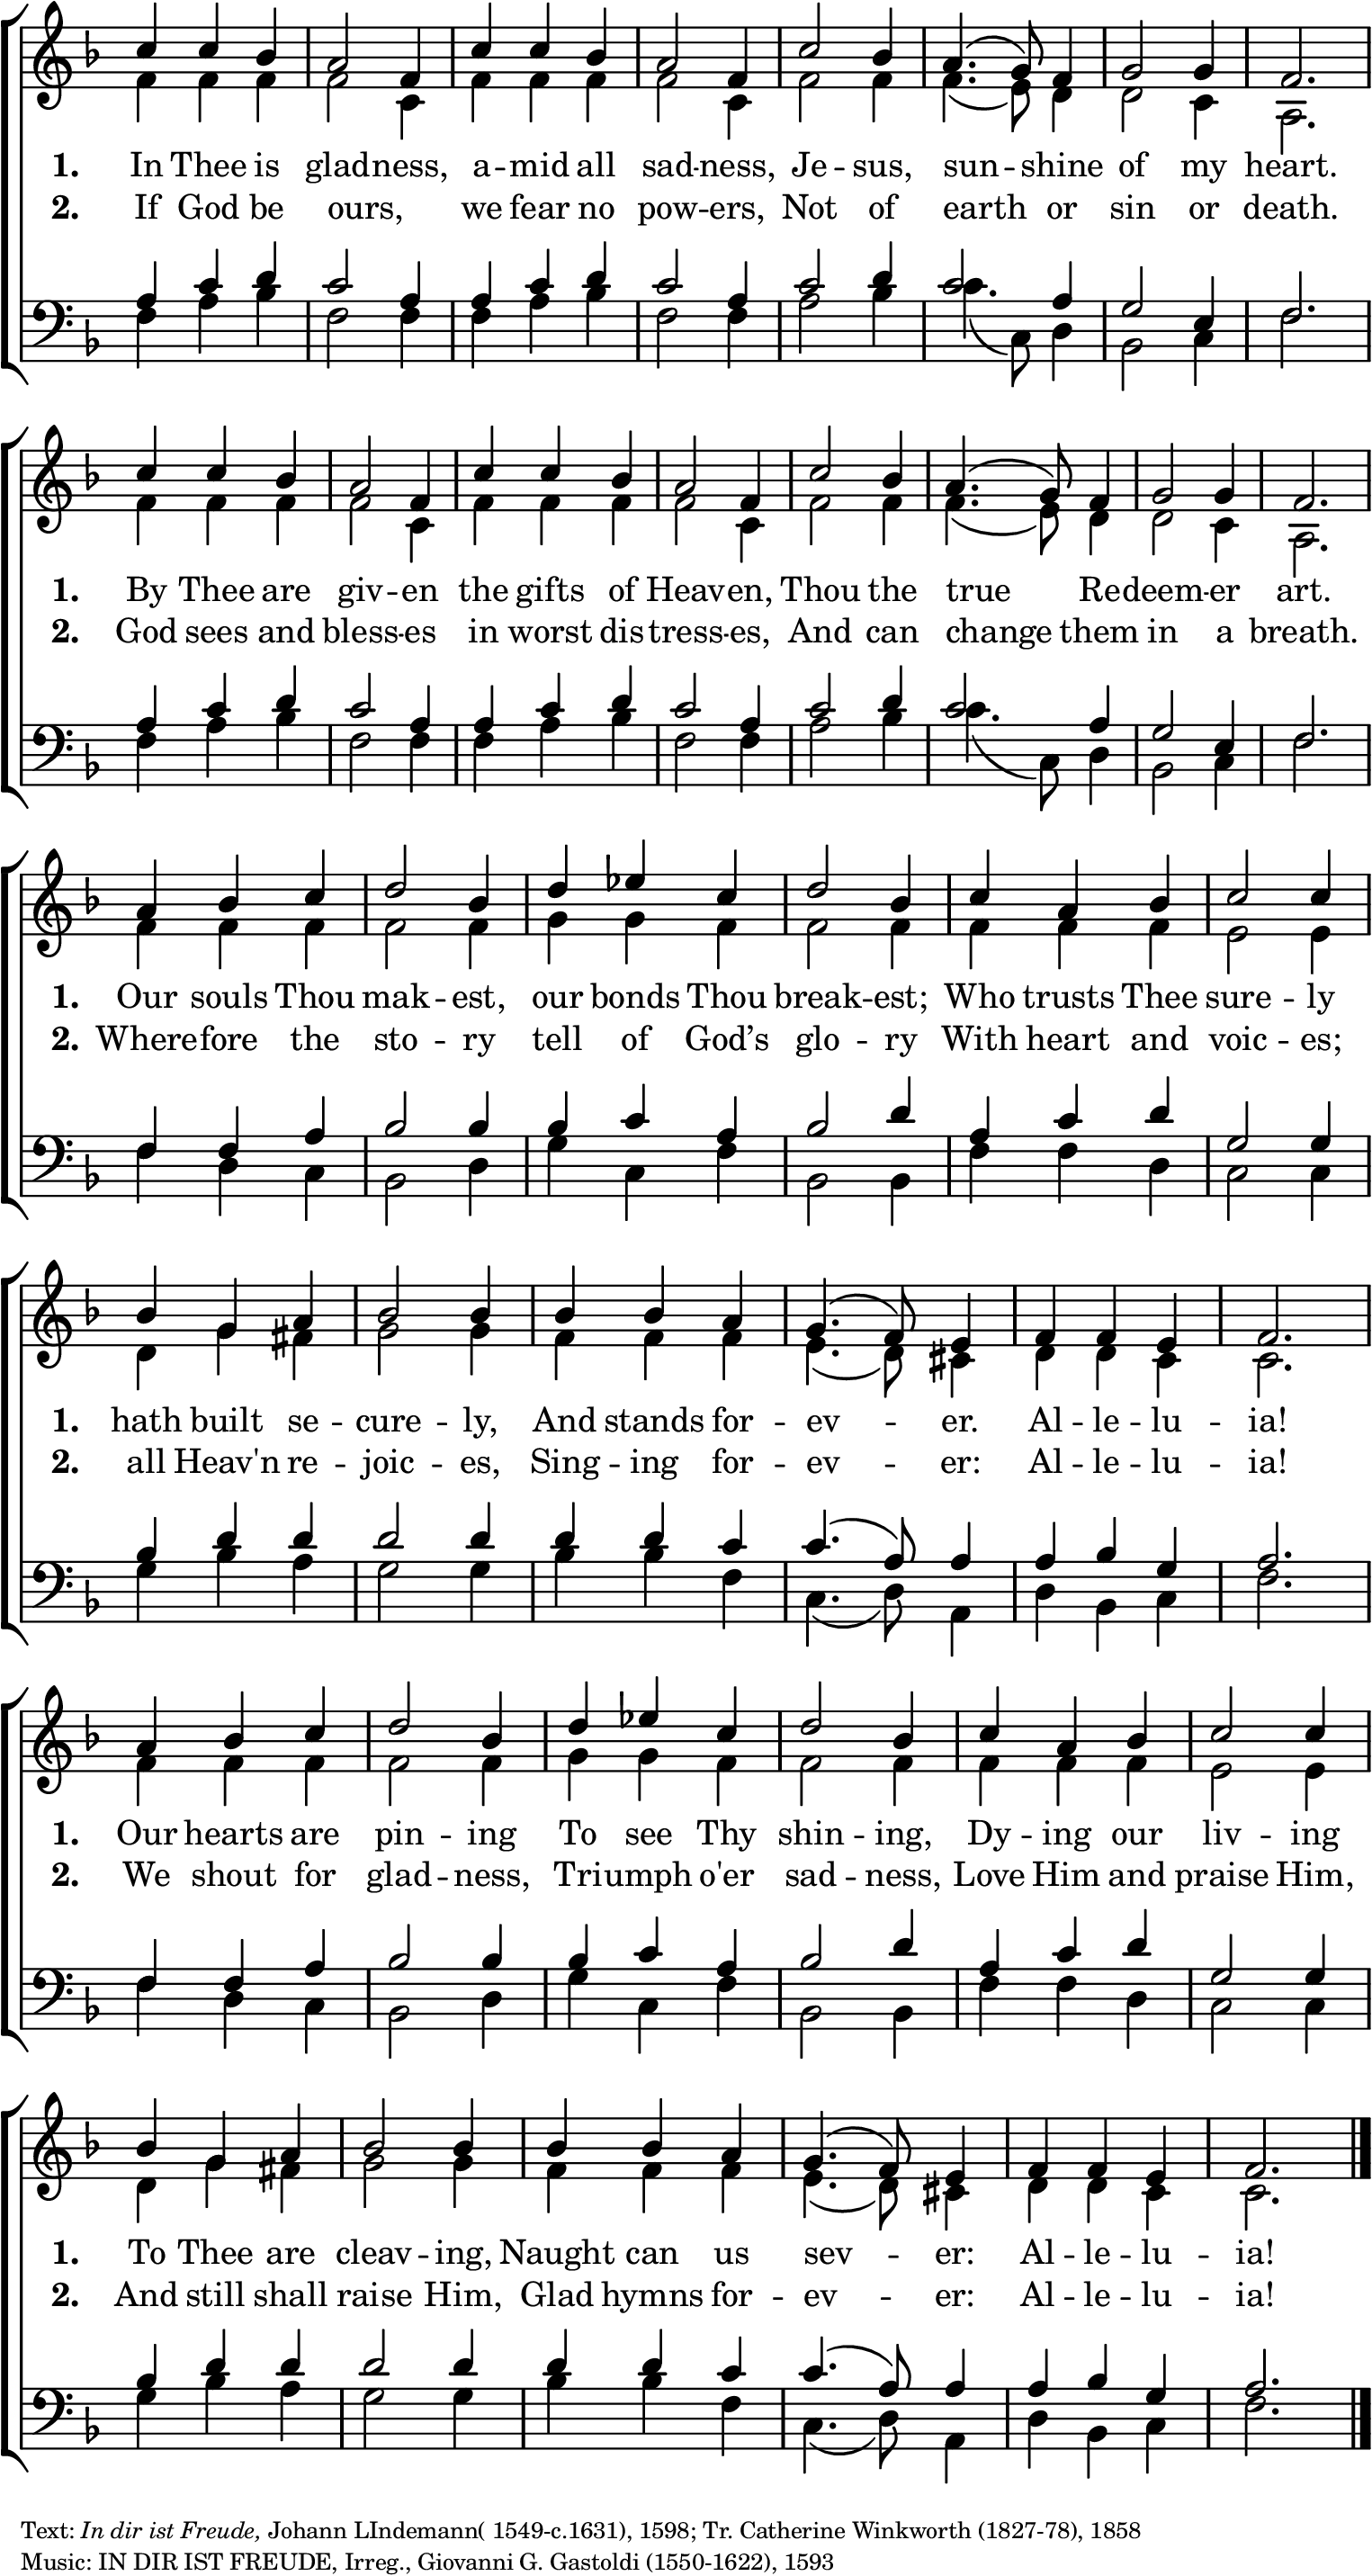 1. In Thee is glad-ness, a -- mid all sad -- ness, Je -- sus, sun -- shine of my heart.
2. If God be ours, we fear no pow -- ers, Not of earth or sin or death.
1. By Thee are giv -- en the gifts of Heav-en, Thou the true Re-deem -- er art.
2. God sees and bless -- es in worst dis -- tress -- es, And can change them in a breath.
1. Our souls Thou mak -- est, our bonds Thou break -- est; Who trusts Thee sure -- ly
2. Where-fore the sto -- ry tell of God’s glo -- ry With heart and voic -- es;
1. hath built se -- cure -- ly, And stands for -- ev -- er. Al -- le -- lu -- ia!
2. all Heav'n re -- joic -- es, Sing -- ing for -- ev -- er: Al -- le -- lu -- ia!
1. Our hearts are pin -- ing To see Thy shin -- ing, Dy -- ing our liv -- ing
2. We shout for glad -- ness, Tri-umph o'er sad -- ness, Love Him and praise Him,
1. To Thee are cleav -- ing, Naught can us sev -- er: Al -- le -- lu -- ia!
2. And still shall raise Him, Glad hymns for -- ev -- er: Al -- le -- lu -- ia!
Text: In dir ist Freude, Johann LIndemann( 1549-c.1631), 1598; Tr. Catherine Winkworth (1827-78), 1858
Music: IN DIR IST FREUDE, Irreg., Giovanni G. Gastoldi (1550-1622), 1593